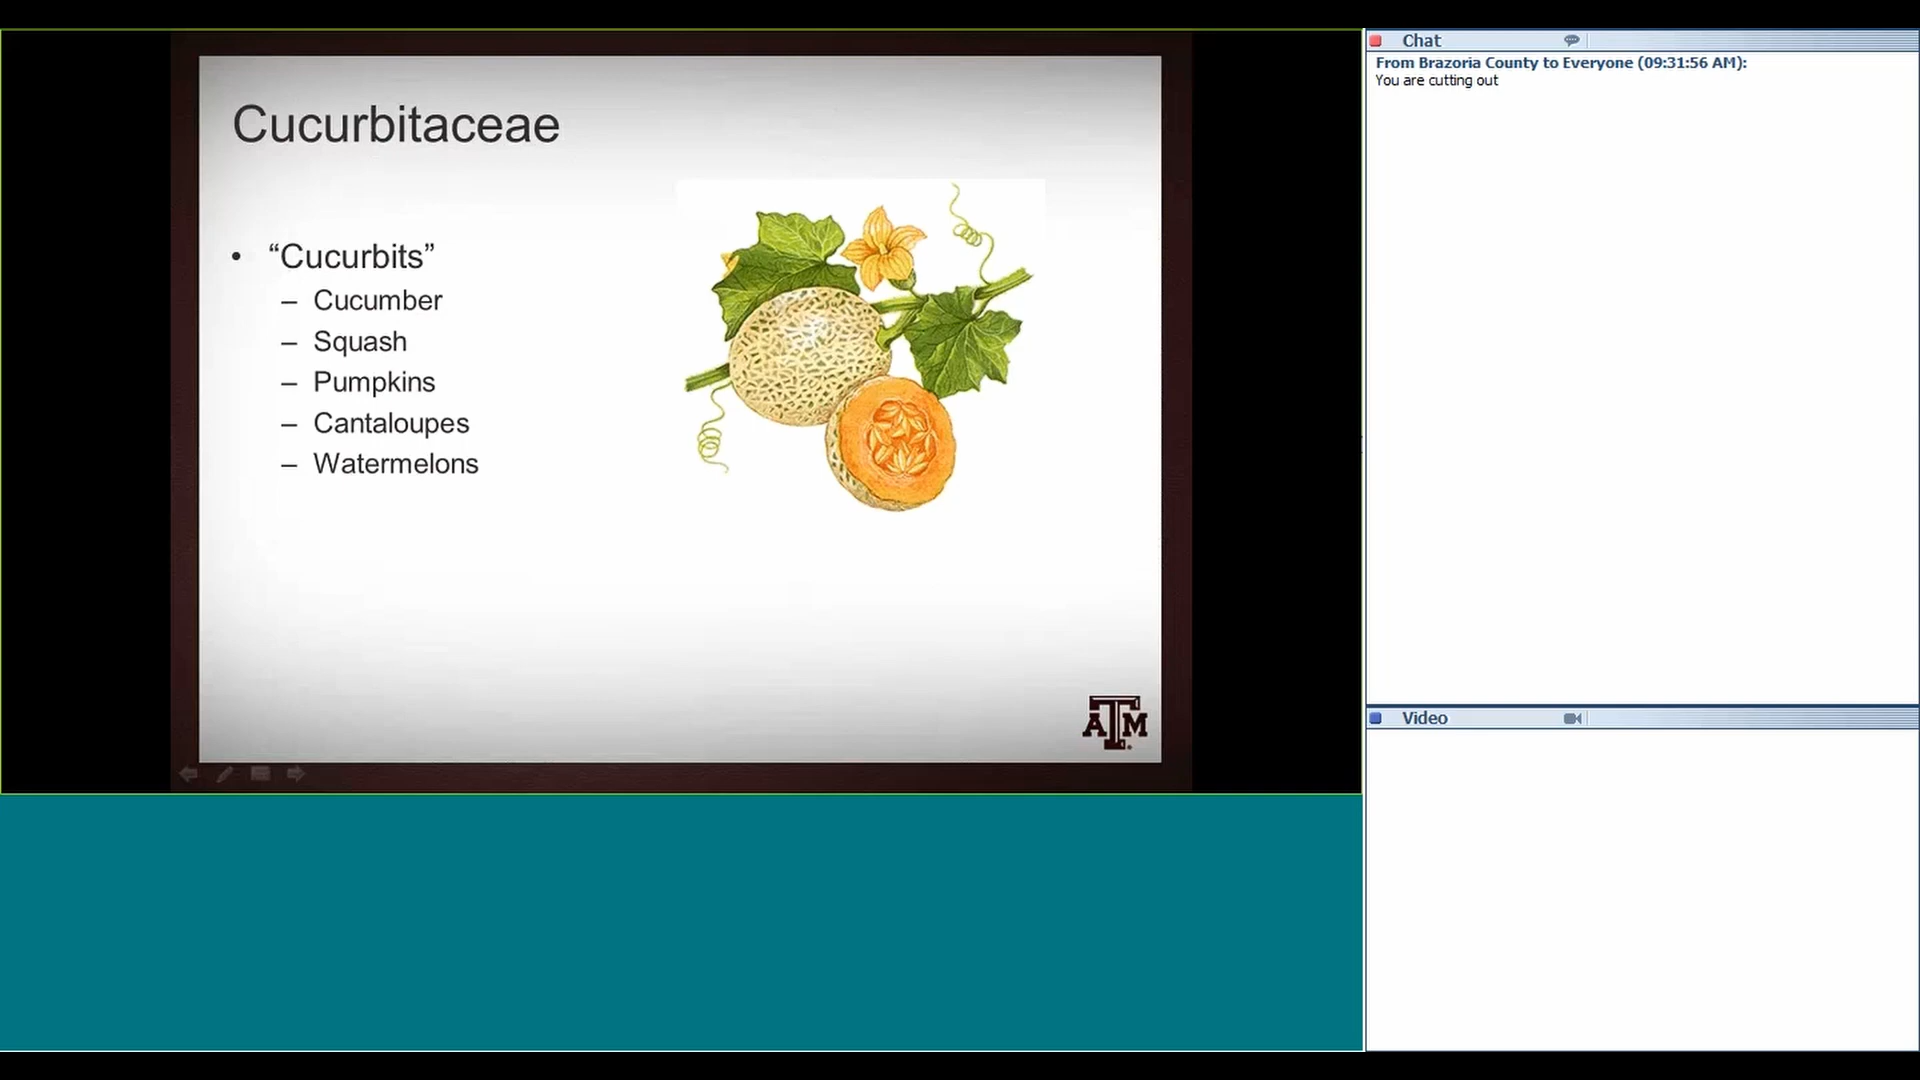 Cucurbitaceae
• “Cucurbits”
– Cucumber
– Squash
– Pumpkins
– Cantaloupes
– Watermelons
ATM
Chat
From Brazoria County to Everyone (09:31:56 AM):
You are cutting out
Video